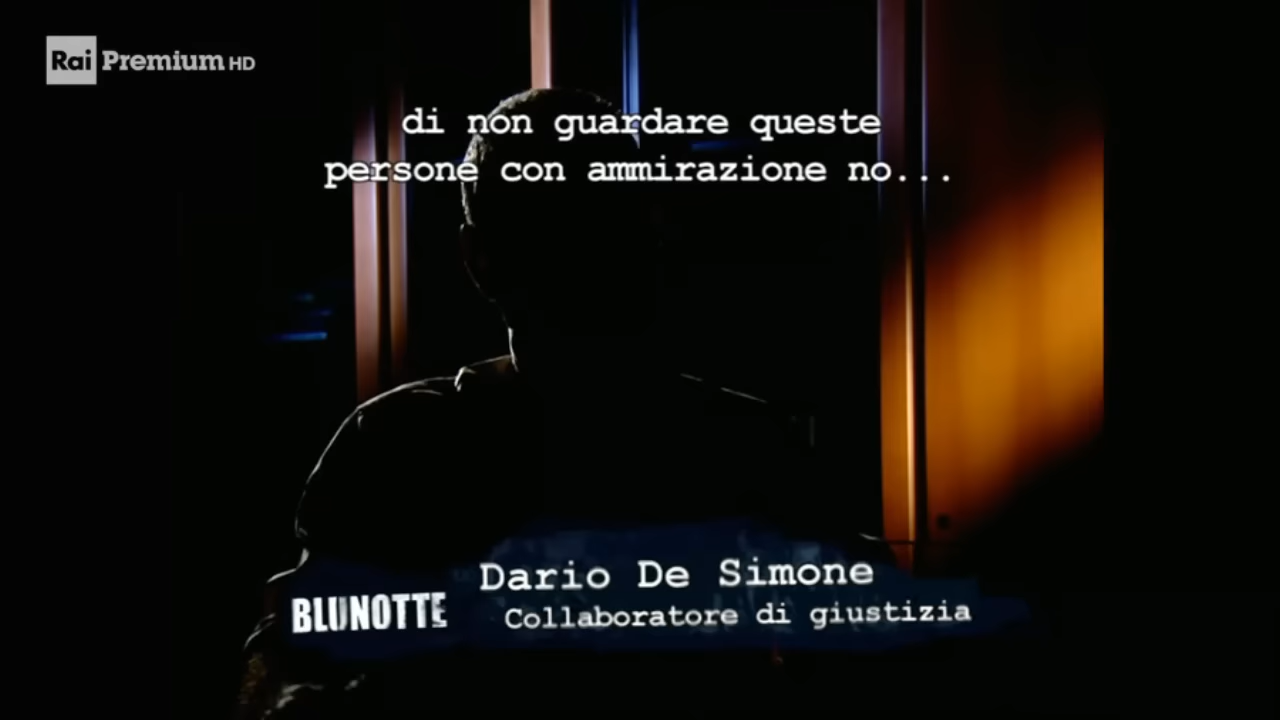 Rai Premium HD
di non guardare queste
persone con ammirazione no...
Dario De Simone
BLUNOTTE
Collaboratore di giustizia